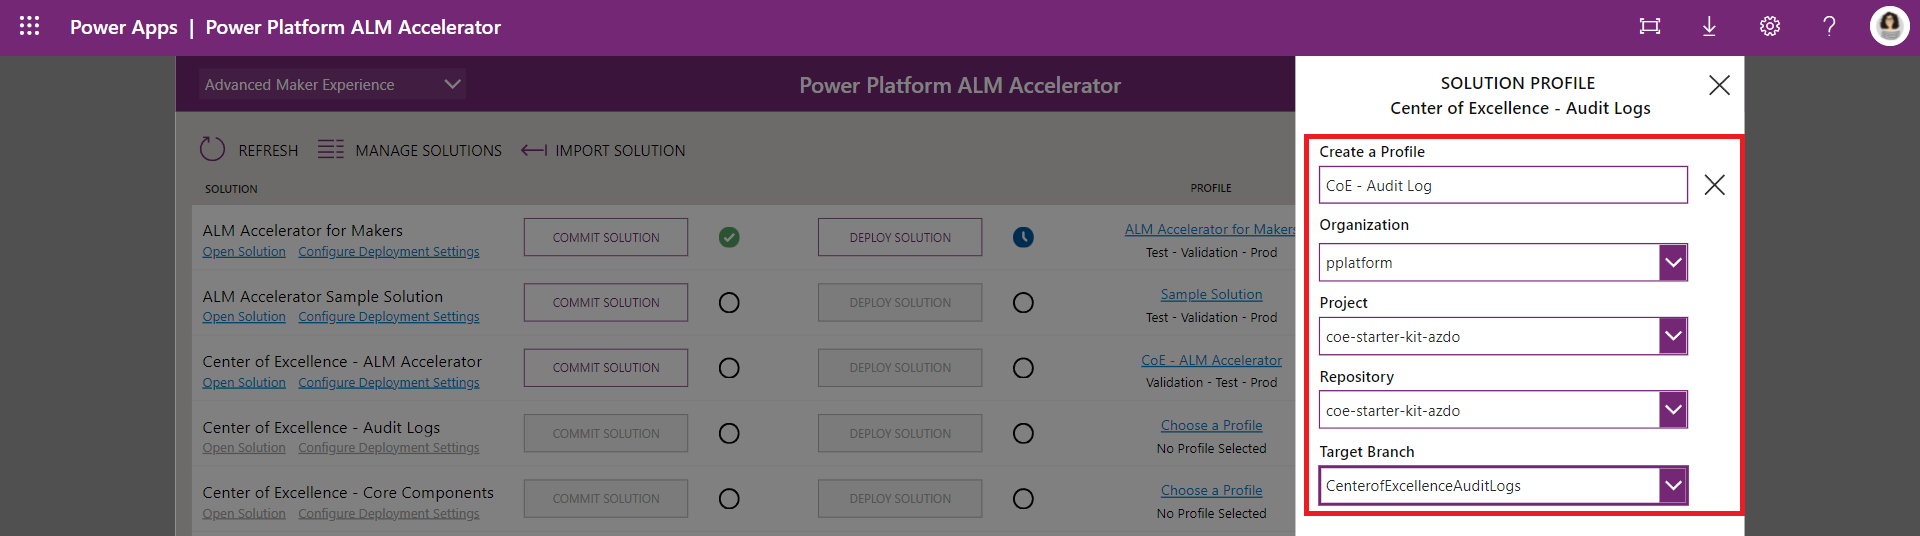 Power Apps | Power Platform ALM Accelerator
Advanced Maker Experience
Power Platform ALM Accelerator
REFRESH
MANAGE SOLUTIONS
IMPORT SOLUTION
SOLUTION
PROFILE
ALM Accelerator for Makers
Open Solution
Configure Deployment Settings
COMMIT SOLUTION
DEPLOY SOLUTION
ALM Accelerator for Makers
Test - Validation - Prod
ALM Accelerator Sample Solution
Open Solution
Configure Deployment Settings
COMMIT SOLUTION
DEPLOY SOLUTION
Sample Solution
Test - Validation - Prod
Center of Excellence - ALM Accelerator
Open Solution
Configure Deployment Settings
COMMIT SOLUTION
DEPLOY SOLUTION
CoE - ALM Accelerator
Validation - Test - Prod
Center of Excellence - Audit Logs
Open Solution
Configure Deployment Settings
COMMIT SOLUTION
DEPLOY SOLUTION
Choose a Profile
No Profile Selected
Center of Excellence - Core Components
Open Solution
Configure Deployment Settings
COMMIT SOLUTION
DEPLOY SOLUTION
Choose a Profile
No Profile Selected
SOLUTION PROFILE
Center of Excellence - Audit Logs
Create a Profile
CoE - Audit Log
Organization
pplatform
Project
coe-starter-kit-azdo
Repository
coe-starter-kit-azdo
Target Branch
CenterofExcellenceAuditLogs